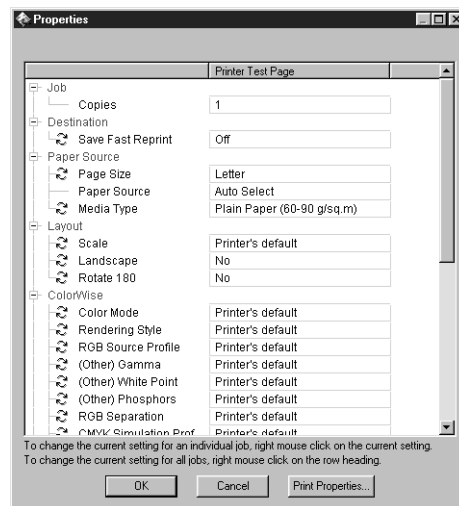 Properties
Printer Test Page
Job
Copies 1
Destination
Save Fast Reprint Off
Paper Source
Page Size Letter
Paper Source Auto Select
Media Type Plain Paper (60-90 g/sq.m)
Layout
Scale Printer's default
Landscape No
Rotate 180 No
ColorWise
Color Mode Printer's default
Rendering Style Printer's default
RGB Source Profile Printer's default
(Other) Gamma Printer's default
(Other) White Point Printer's default
(Other) Phosphors Printer's default
RGB Separation Printer's default
CMYK Simulation Prof Printer's default
To change the current setting for an individual job, right mouse click on the current setting.
To change the current setting for all jobs, right mouse click on the row heading.
OK Cancel Print Properties...